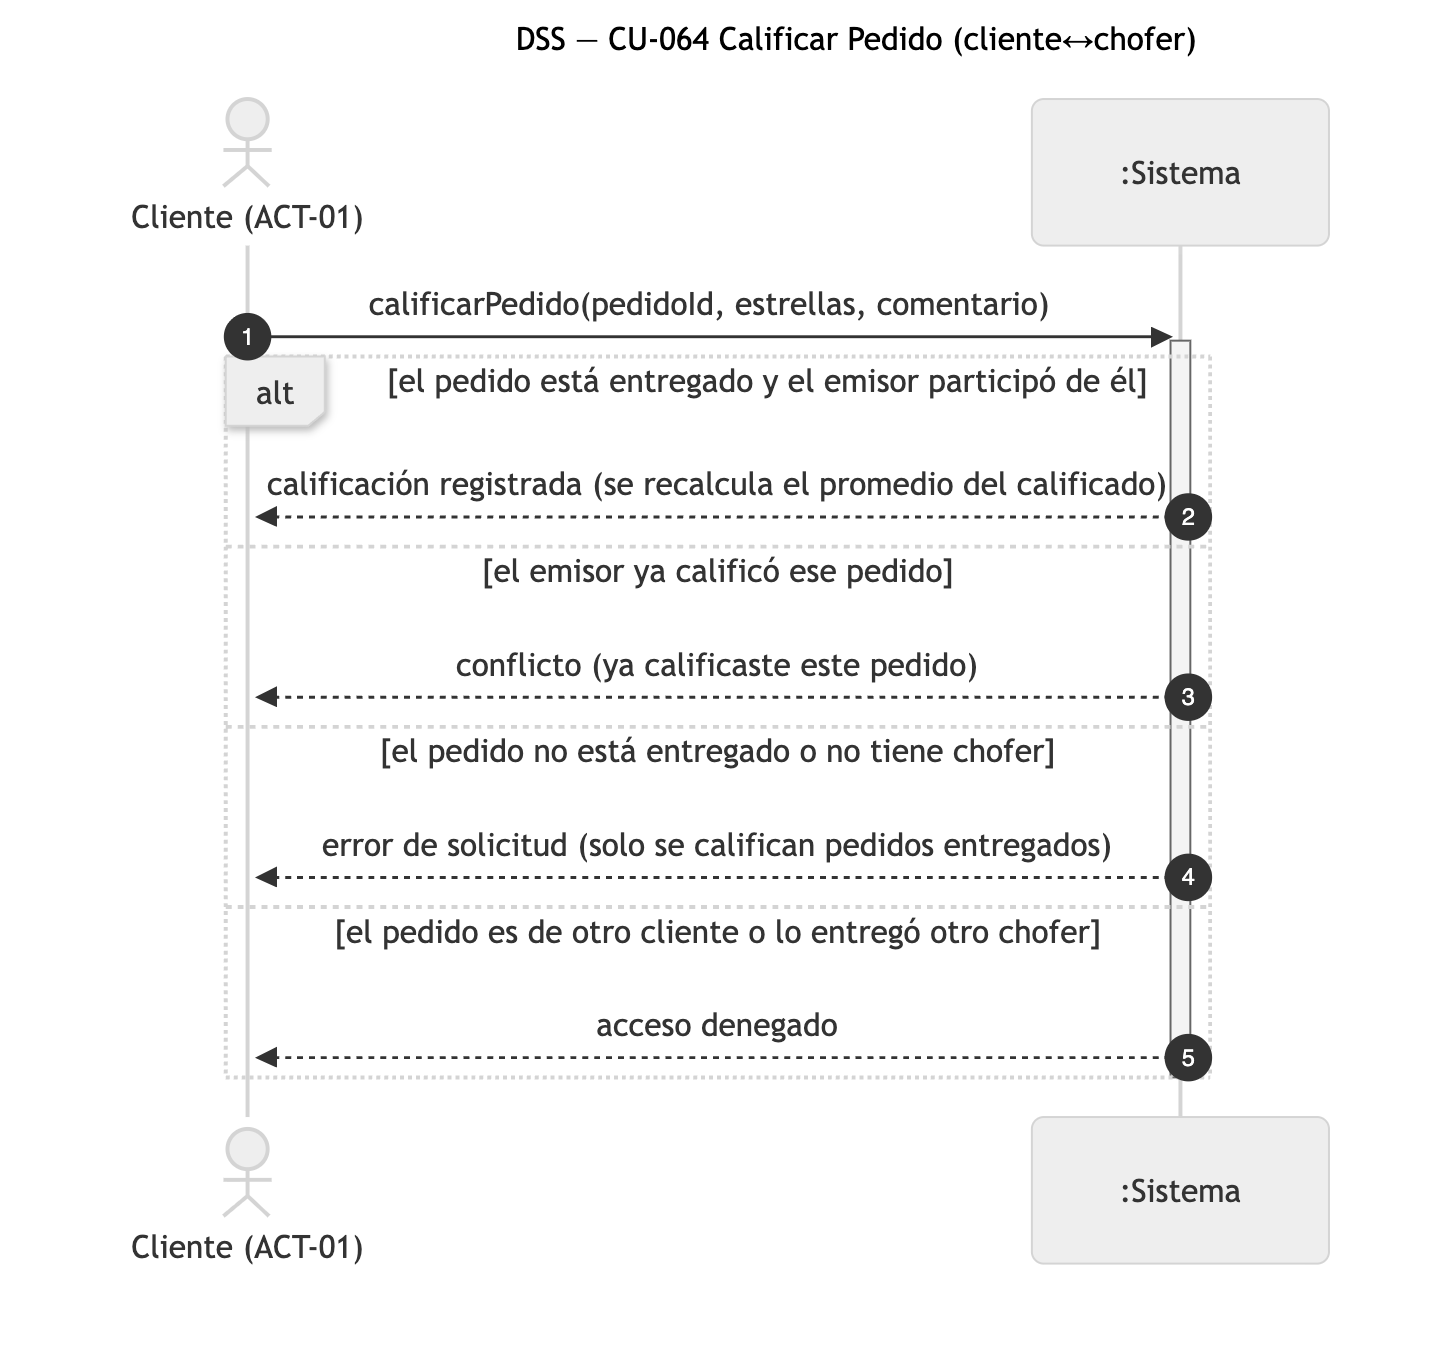 DSS — CU-064 Calificar Pedido (cliente↔chofer)
Cliente (ACT-01)
:Sistema
calificarPedido(pedidoId, estrellas, comentario)
1
alt
[el pedido está entregado y el emisor participó de él]
calificación registrada (se recalcula el promedio del calificado)
2
[el emisor ya calificó ese pedido]
conflicto (ya calificaste este pedido)
3
[el pedido no está entregado o no tiene chofer]
error de solicitud (solo se califican pedidos entregados)
4
[el pedido es de otro cliente o lo entregó otro chofer]
acceso denegado
5
Cliente (ACT-01)
:Sistema